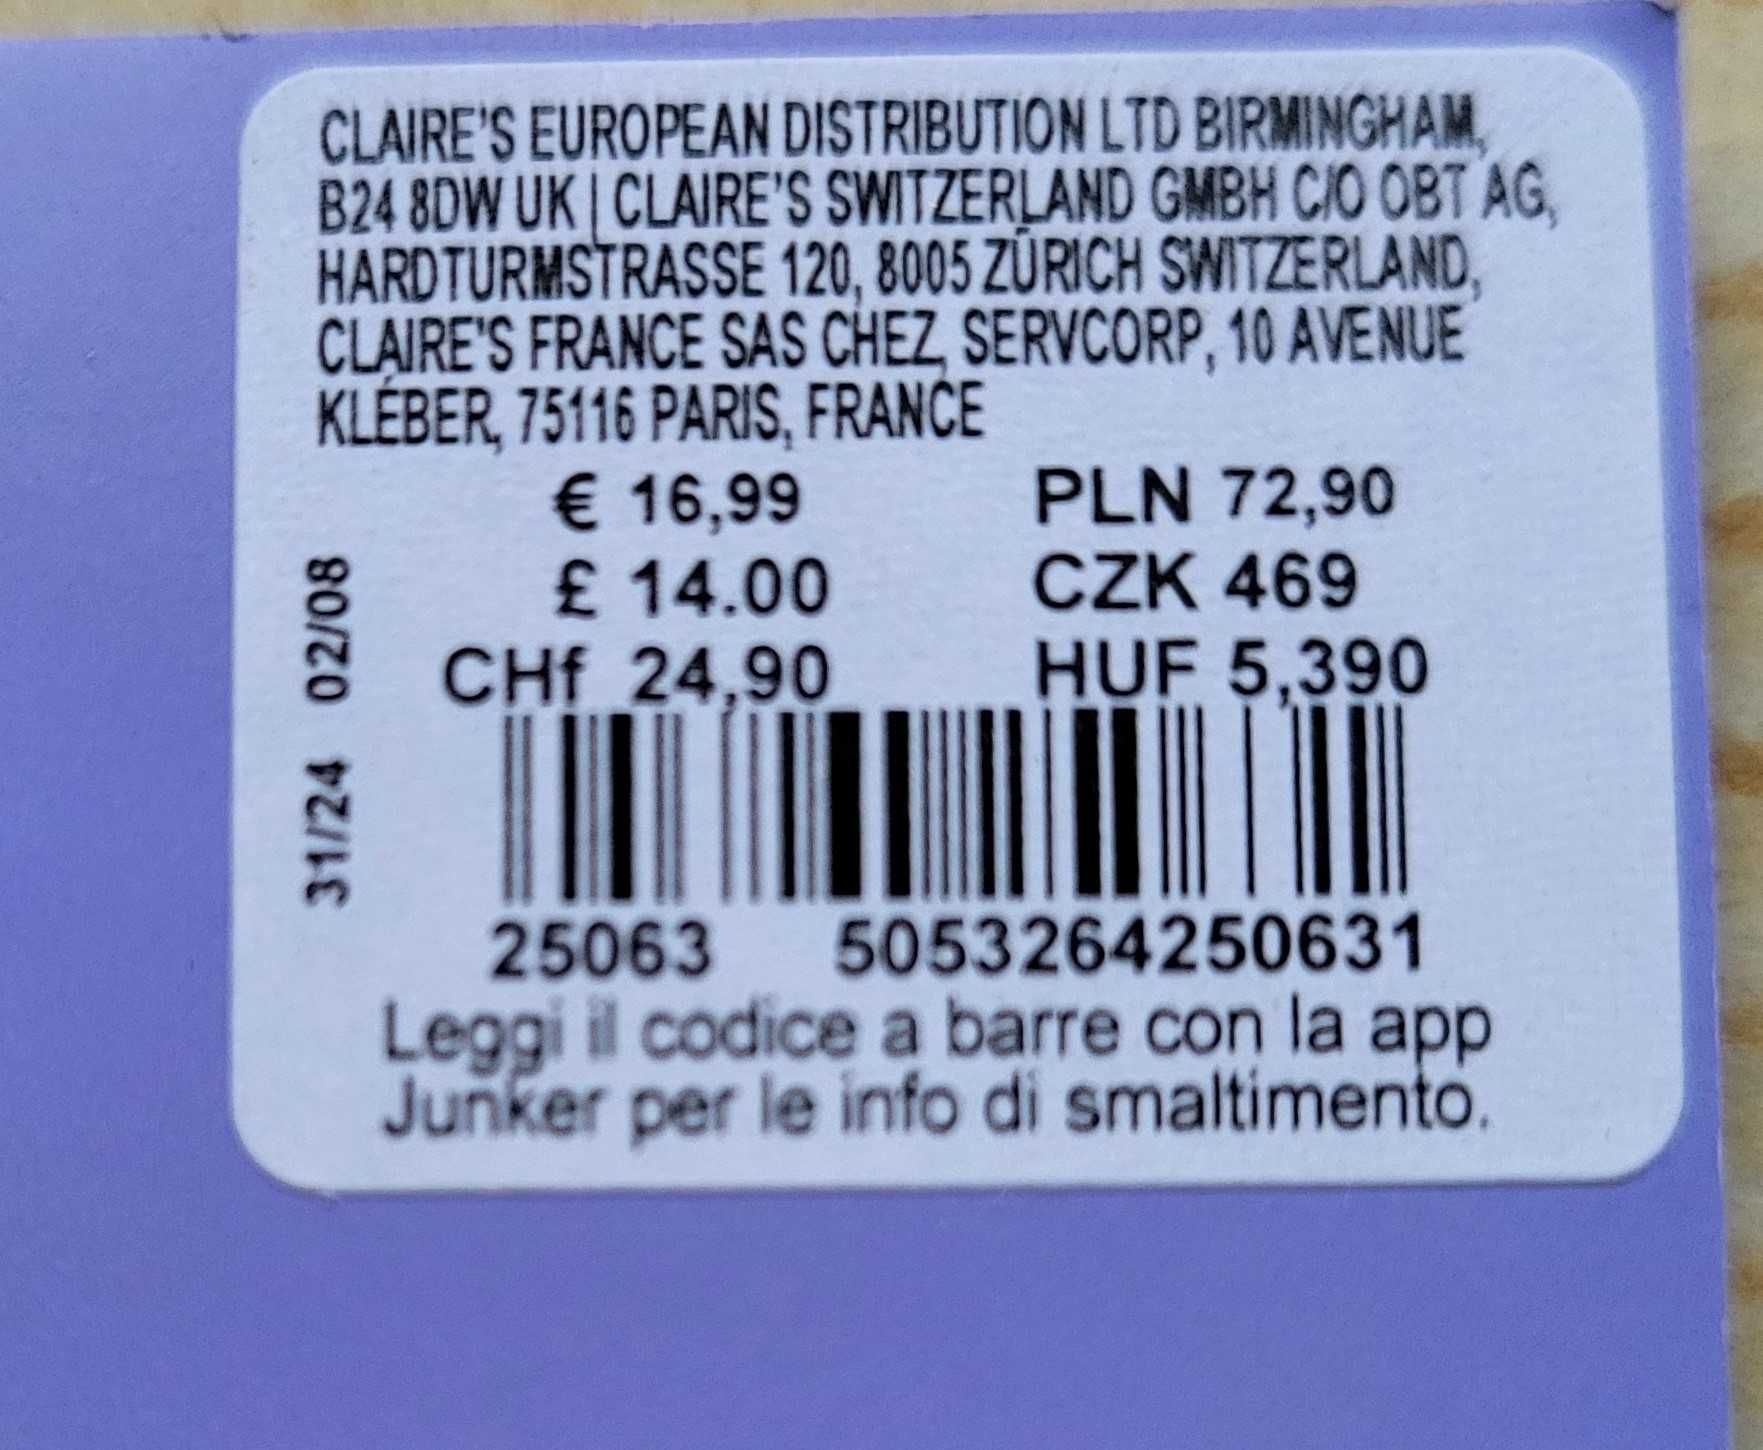 CLAIRE'S EUROPEAN DISTRIBUTION LTD BIRMINGHAM,
B24 8DW UK | CLAIRE'S SWITZERLAND GMBH C/O OBT AG,
HARDTURMSTRASSE 120, 8005 ZÜRICH SWITZERLAND,
CLAIRE'S FRANCE SAS CHEZ, SERVCORP, 10 AVENUE
KLÉBER, 75116 PARIS, FRANCE
€ 16,99 PLN 72,90
£ 14.00 CZK 469
CHf 24,90 HUF 5,390
31/24 02/08
25063 5053264250631
Leggi il codice a barre con la app
Junker per le info di smaltimento.